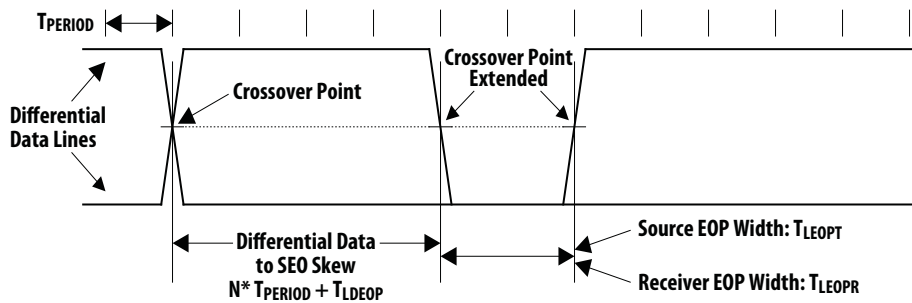 TPERIOD
Crossover Point
Extended
Crossover Point
Differential
Data Lines
Differential Data
to SEO Skew
N* TPERIOD + TLDEOP
Source EOP Width: TLEOPT
Receiver EOP Width: TLEOPR